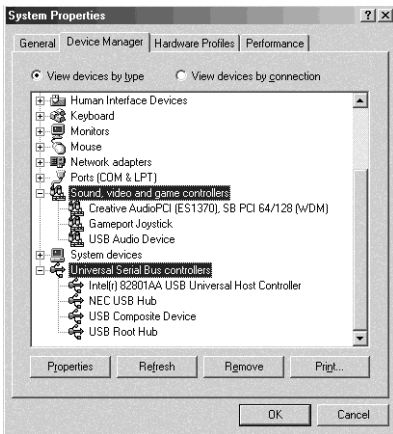 System Properties
General Device Manager Hardware Profiles Performance
View devices by type View devices by connection
Human Interface Devices
Keyboard
Monitors
Mouse
Network adapters
Ports (COM & LPT)
Sound, video and game controllers
Creative AudioPCI (ES1370), SB PCI 64/128 (WDM)
Gameport Joystick
USB Audio Device
System devices
Universal Serial Bus controllers
Intel(r) 82801AA USB Universal Host Controller
NEC USB Hub
USB Composite Device
USB Root Hub
Properties Refresh Remove Print...
OK Cancel